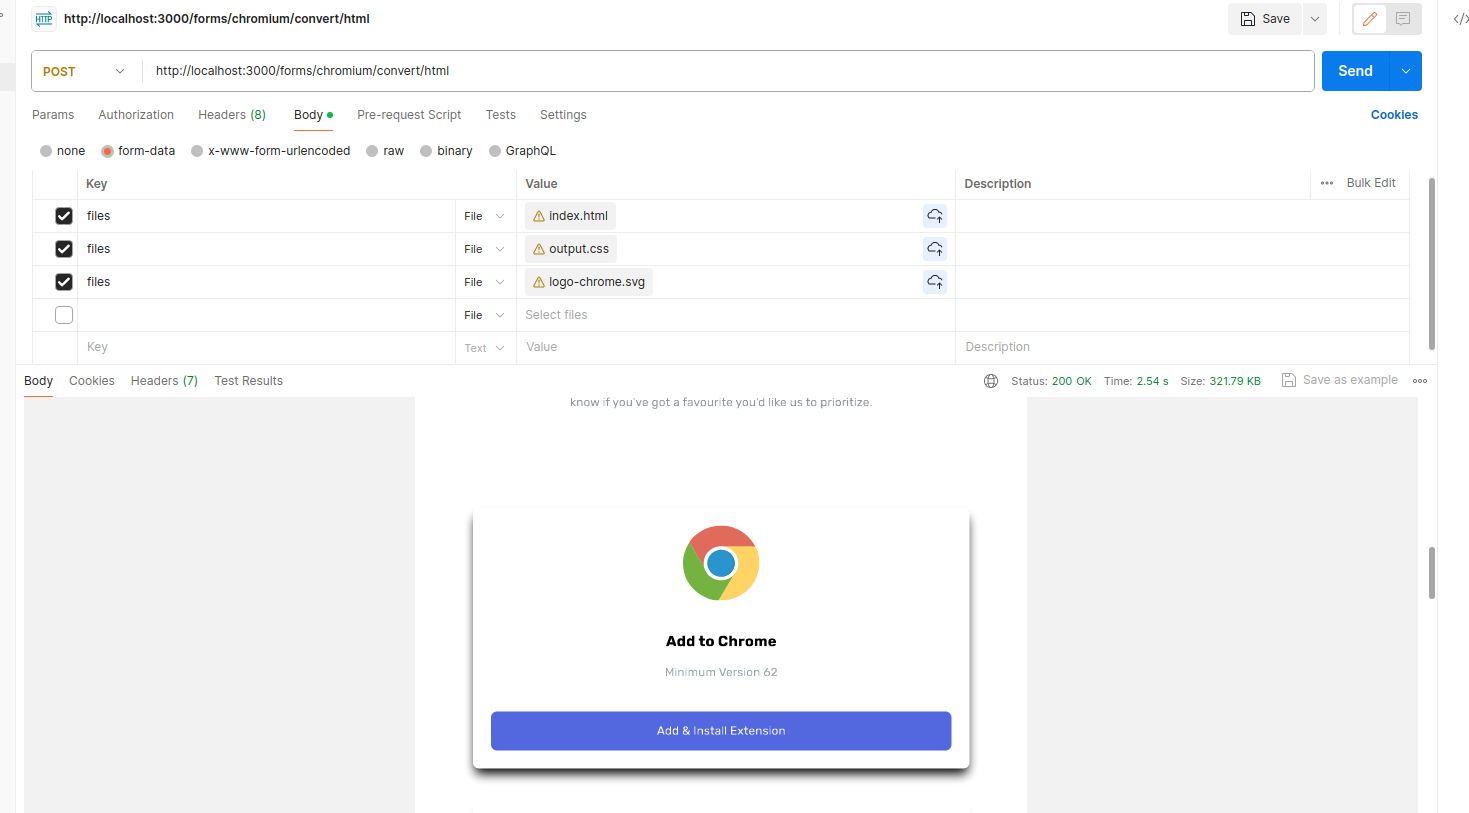 HTTP http://localhost:3000/forms/chromium/convert/html Save
POST http://localhost:3000/forms/chromium/convert/html Send
Params Authorization Headers (8) Body Pre-request Script Tests Settings Cookies
none form-data x-www-form-urlencoded raw binary GraphQL
Key Value Description Bulk Edit
files File index.html
files File output.css
files File logo-chrome.svg
File Select files
Key Text Value Description
Body Cookies Headers (7) Test Results Status: 200 OK Time: 2.54 s Size: 321.79 KB Save as example
know if you've got a favourite you'd like us to prioritize.
Add to Chrome
Minimum Version 62
Add & Install Extension